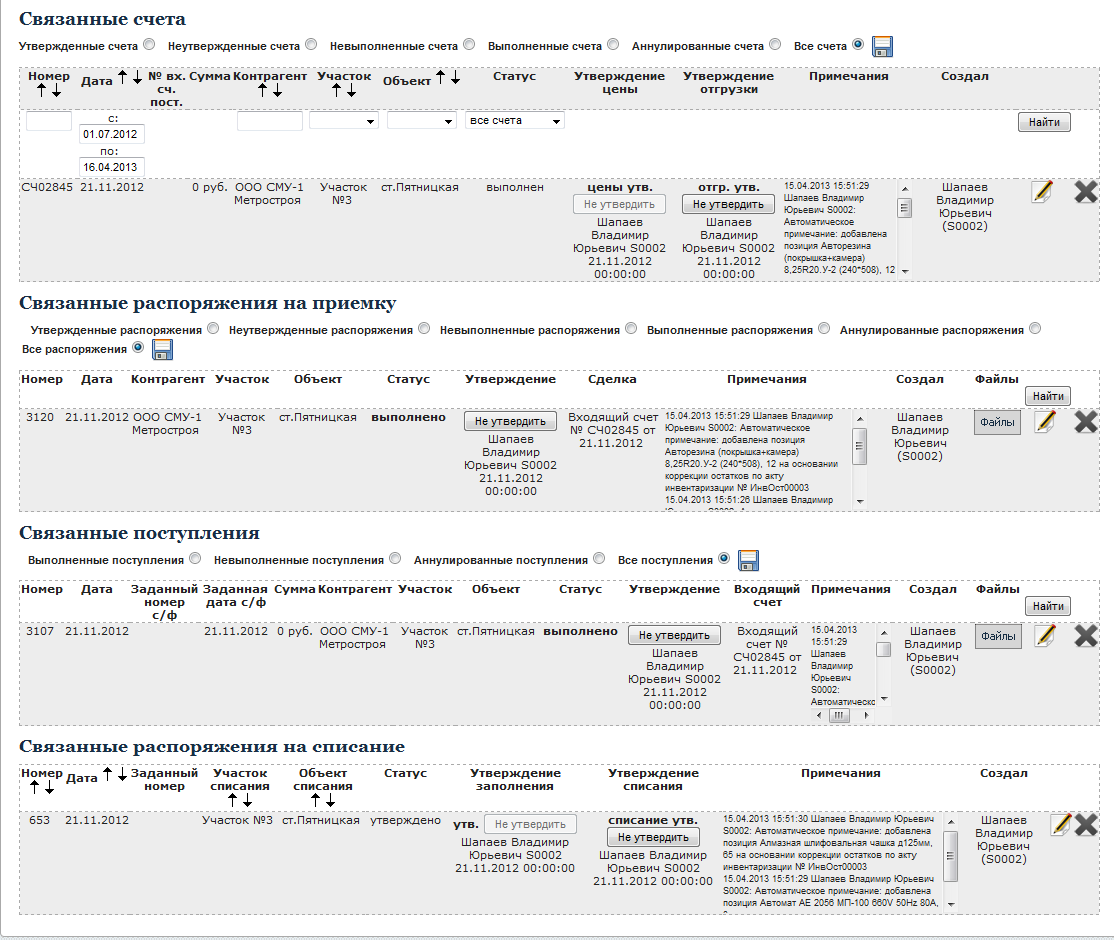 Связанные счета
Утвержденные счета Неутвержденные счета Невыполненные счета Выполненные счета Аннулированные счета Все счета
Номер Дата № вх. сч. пост. Сумма Контрагент Участок Объект Статус Утверждение цены Утверждение отгрузки Примечания Создал
с:
01.07.2012 все счета Найти
по:
16.04.2013
СЧ02845 21.11.2012 0 руб. ООО СМУ-1 Метростроя Участок №3 ст.Пятницкая выполнен
цены утв.
Не утвердить
Шапаев
Владимир
Юрьевич S0002
21.11.2012
00:00:00
отгр. утв.
Не утвердить
Шапаев
Владимир
Юрьевич S0002
21.11.2012
00:00:00
15.04.2013 15:51:29
Шапаев Владимир
Юрьевич S0002:
Автоматическое
примечание: добавлена
позиция Авторезина
(покрышка+камера)
8,25R20.У-2 (240*508), 12
Шапаев
Владимир
Юрьевич
(S0002)
Связанные распоряжения на приемку
Утвержденные распоряжения Неутвержденные распоряжения Невыполненные распоряжения Выполненные распоряжения Аннулированные распоряжения
Все распоряжения
Номер Дата Контрагент Участок Объект Статус Утверждение Сделка Примечания Создал Файлы
Найти
3120 21.11.2012 ООО СМУ-1 Метростроя Участок №3 ст.Пятницкая выполнено
Не утвердить
Шапаев
Владимир
Юрьевич S0002
21.11.2012
00:00:00
Входящий счет
№ СЧ02845 от
21.11.2012
15.04.2013 15:51:29 Шапаев Владимир
Юрьевич S0002: Автоматическое
примечание: добавлена позиция
Авторезина (покрышка+камера)
8,25R20.У-2 (240*508), 12 на основании
коррекции остатков по акту
инвентаризации № ИнвОст00003
15.04.2013 15:51:26 Шапаев Владимир
Шапаев
Владимир
Юрьевич
(S0002)
Файлы
Связанные поступления
Выполненные поступления Невыполненные поступления Аннулированные поступления Все поступления
Номер Дата Заданный номер с/ф Заданная дата с/ф Сумма Контрагент Участок Объект Статус Утверждение Входящий счет Примечания Создал Файлы
Найти
3107 21.11.2012 21.11.2012 0 руб. ООО СМУ-1 Метростроя Участок №3 ст.Пятницкая выполнено
Не утвердить
Шапаев
Владимир
Юрьевич S0002
21.11.2012
00:00:00
Входящий
счет №
СЧ02845 от
21.11.2012
15.04.2013
15:51:29
Шапаев
Владимир
Юрьевич
S0002:
Автоматическо
Шапаев
Владимир
Юрьевич
(S0002)
Файлы
Связанные распоряжения на списание
Номер Дата Заданный номер Участок списания Объект списания Статус Утверждение заполнения Утверждение списания Примечания Создал
653 21.11.2012 Участок №3 ст.Пятницкая утверждено
утв. Не утвердить
Шапаев Владимир
Юрьевич S0002
21.11.2012 00:00:00
списание утв.
Не утвердить
Шапаев Владимир
Юрьевич S0002
21.11.2012 00:00:00
15.04.2013 15:51:30 Шапаев Владимир Юрьевич
S0002: Автоматическое примечание: добавлена
позиция Алмазная шлифовальная чашка д125мм,
65 на основании коррекции остатков по акту
инвентаризации № ИнвОст00003
15.04.2013 15:51:29 Шапаев Владимир Юрьевич
S0002: Автоматическое примечание: добавлена
позиция Автомат АЕ 2056 МП-100 660V 50Hz 80А,
Шапаев
Владимир
Юрьевич
(S0002)